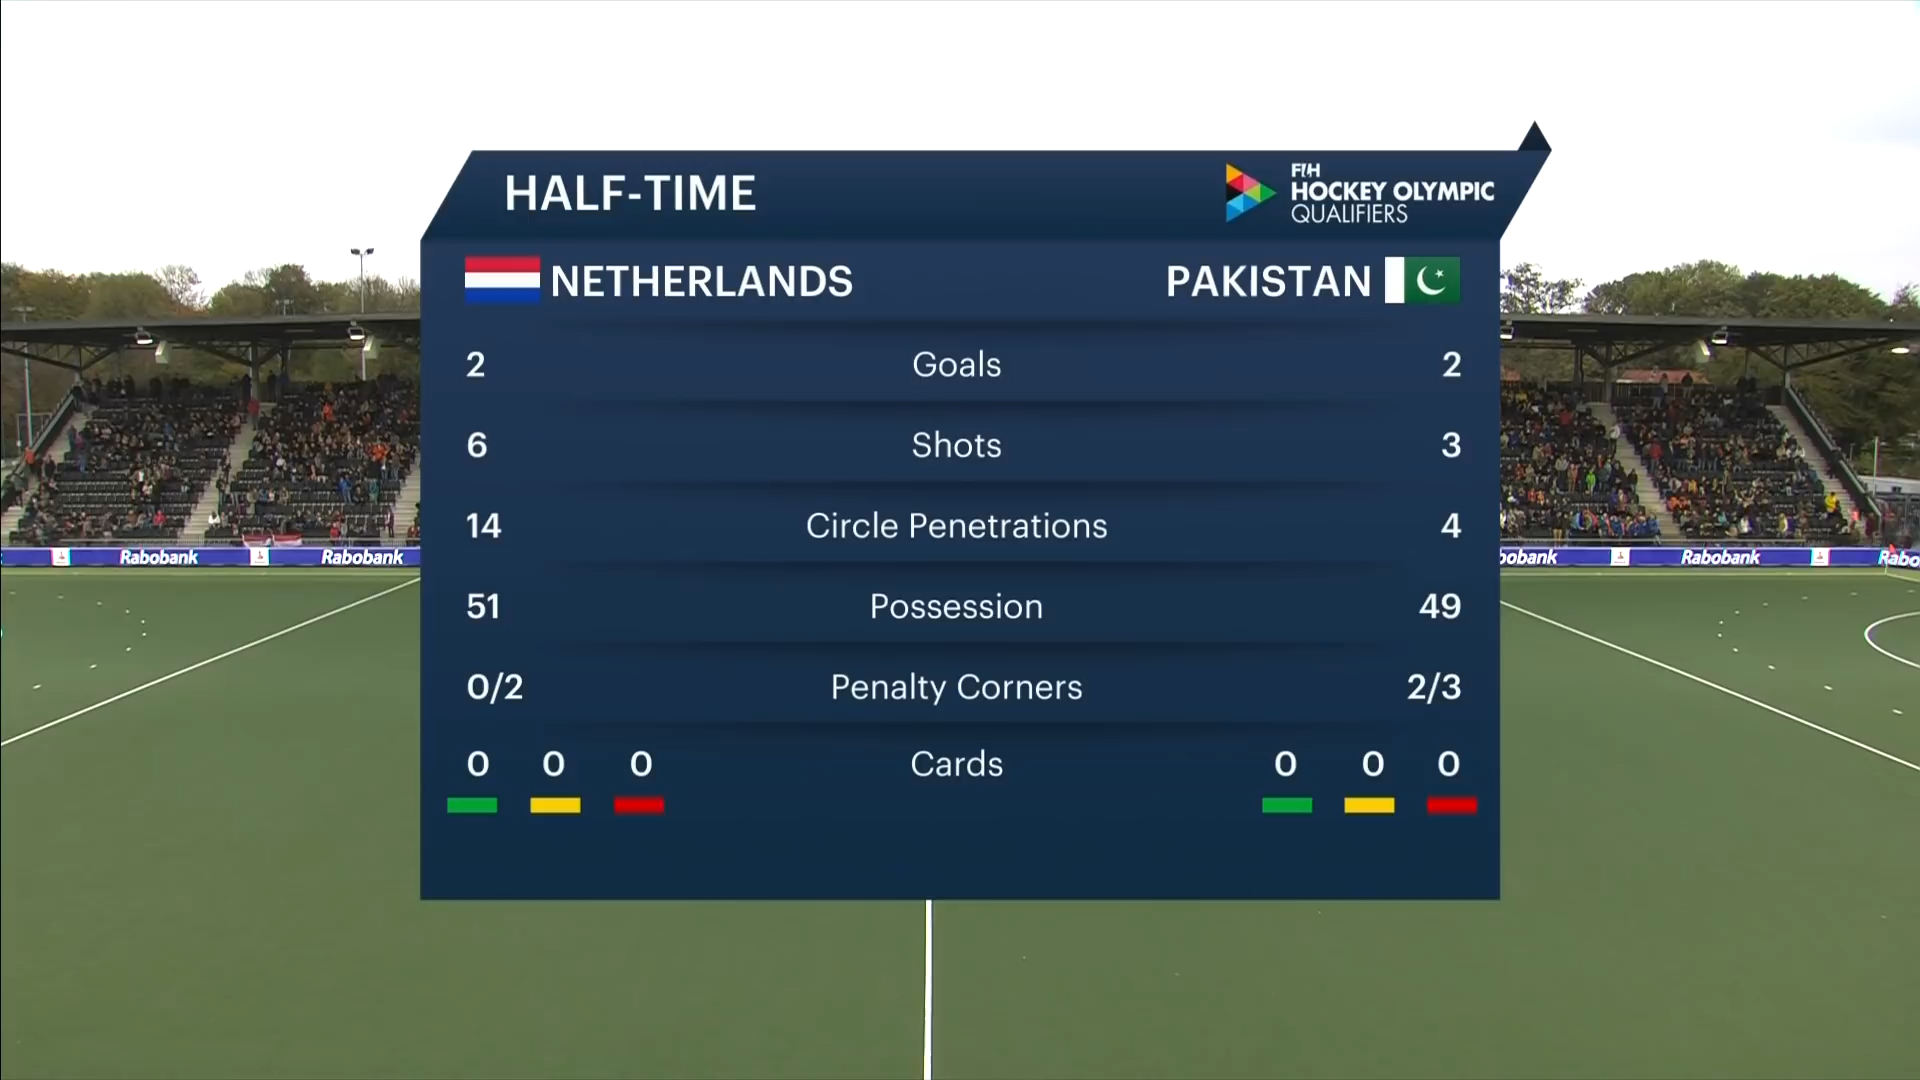 HALF-TIME
FIH
HOCKEY OLYMPIC
QUALIFIERS
NETHERLANDS PAKISTAN
2 Goals 2
6 Shots 3
14 Circle Penetrations 4
51 Possession 49
0/2 Penalty Corners 2/3
0 0 0 Cards 0 0 0
Rabobank Rabobank obank Rabobank Rabo